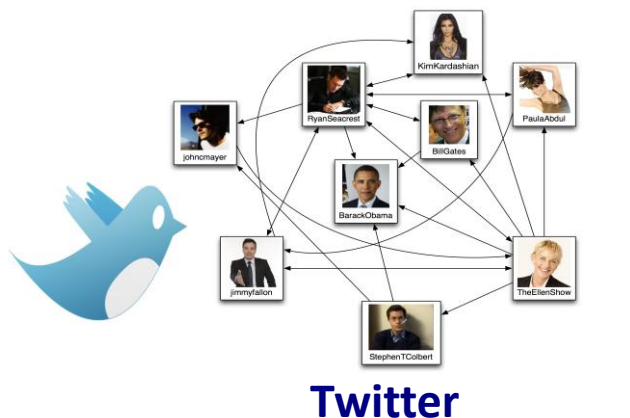 KimKardashian
RyanSeacrest
PaulaAbdul
johncmayer
BillGates
BarackObama
jimmyfallon
TheEllenShow
StephenTColbert
Twitter